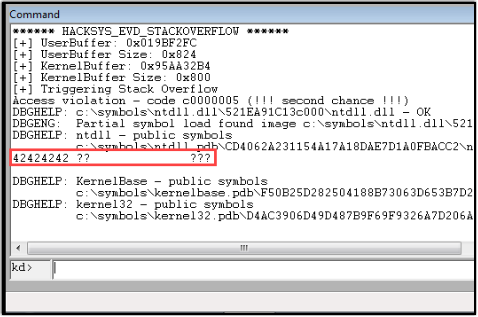 Command
****** HACKSYS_EVD_STACKOVERFLOW ******
[+] UserBuffer: 0x019BF2FC
[+] UserBuffer Size: 0x824
[+] KernelBuffer: 0x95AA32B4
[+] KernelBuffer Size: 0x800
[+] Triggering Stack Overflow
Access violation - code c0000005 (!!! second chance !!!)
DBGHELP: c:\symbols\ntdll.dll\521EA91C13c000\ntdll.dll - OK
DBGENG: Partial symbol load found image c:\symbols\ntdll.dll\521
DBGHELP: ntdll - public symbols
c:\symbols\ntdll.pdb\CD4062A231154A17A18DAE7D1A0FBACC2\n
42424242 ?? ???
DBGHELP: KernelBase - public symbols
c:\symbols\kernelbase.pdb\F50B25D282504188B73063D653B7D2
DBGHELP: kernel32 - public symbols
c:\symbols\kernel32.pdb\D4AC3906D49D487B9F69F9326A7D206A
kd>